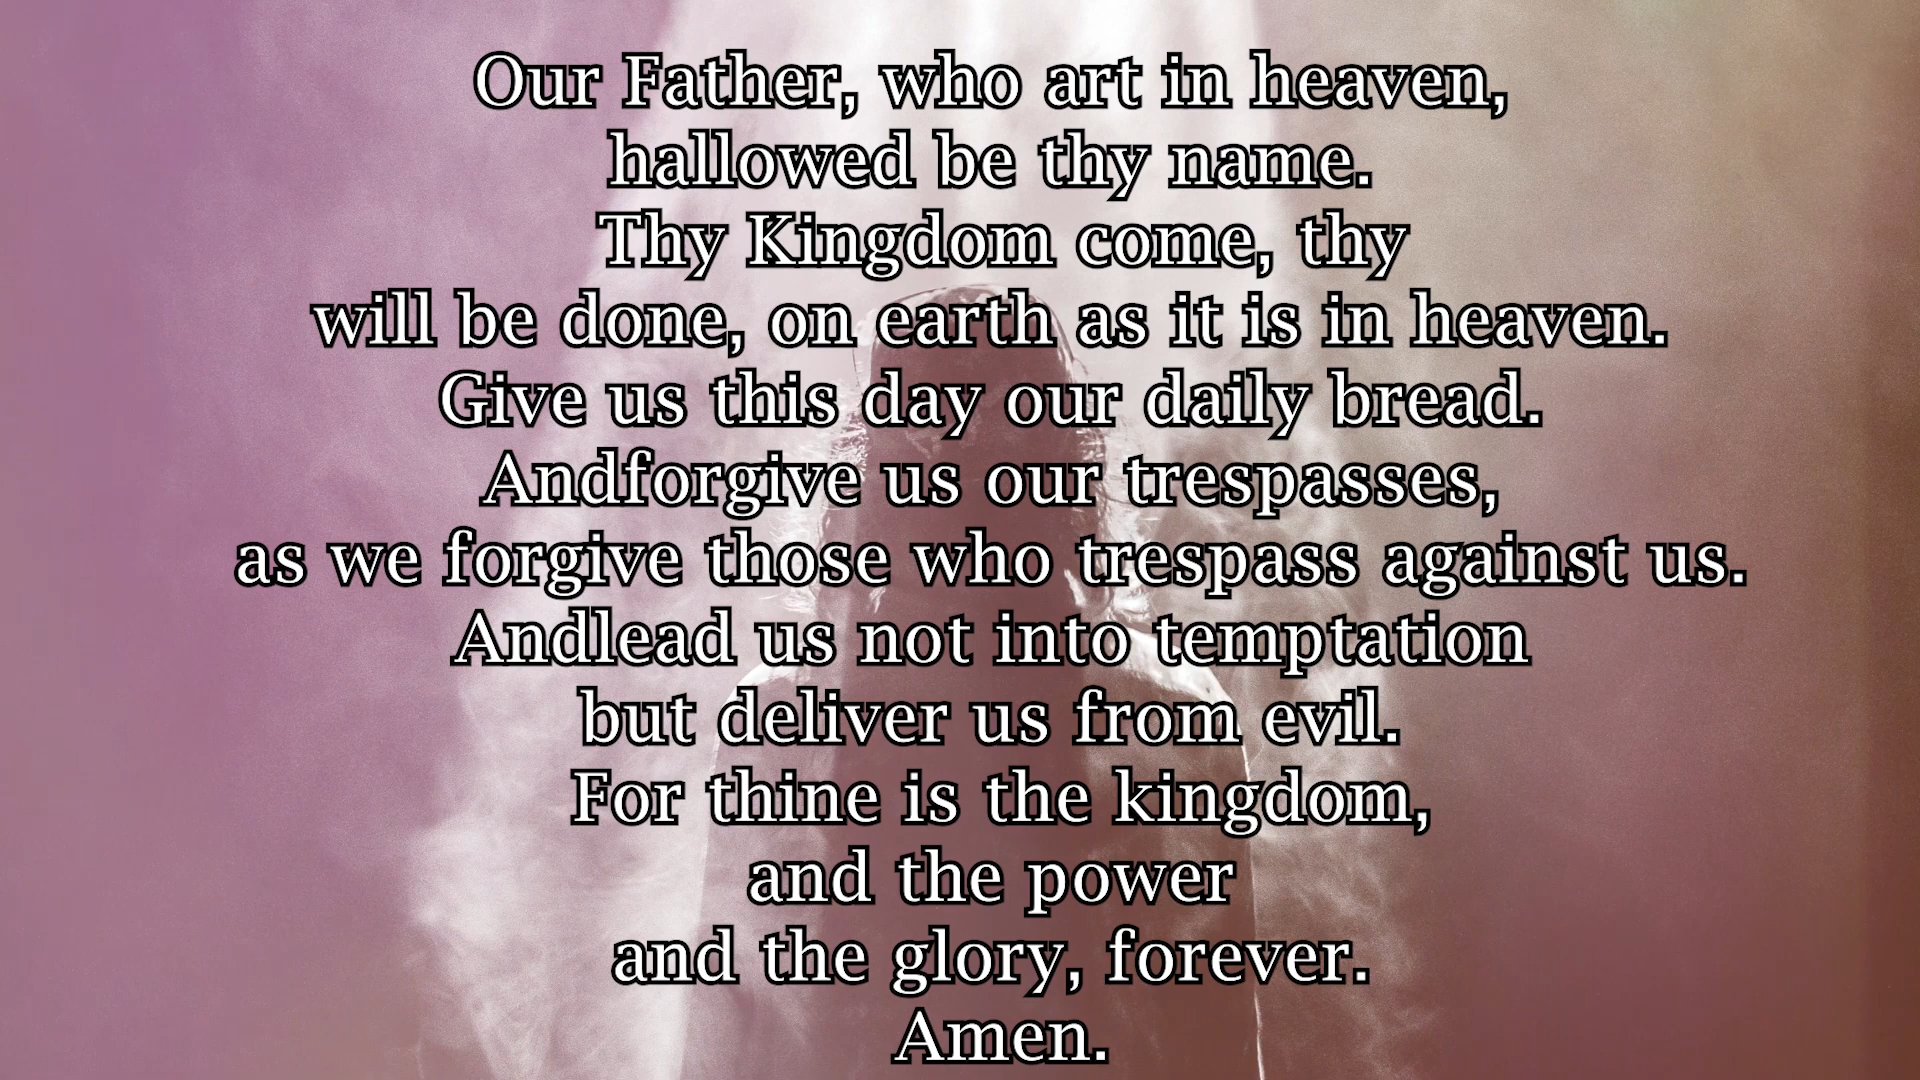 Our Father, who art in heaven,
hallowed be thy name.
Thy Kingdom come, thy
will be done, on earth as it is in heaven.
Give us this day our daily bread.
Andforgive us our trespasses,
as we forgive those who trespass against us.
Andlead us not into temptation
but deliver us from evil.
For thine is the kingdom,
and the power
and the glory, forever.
Amen.